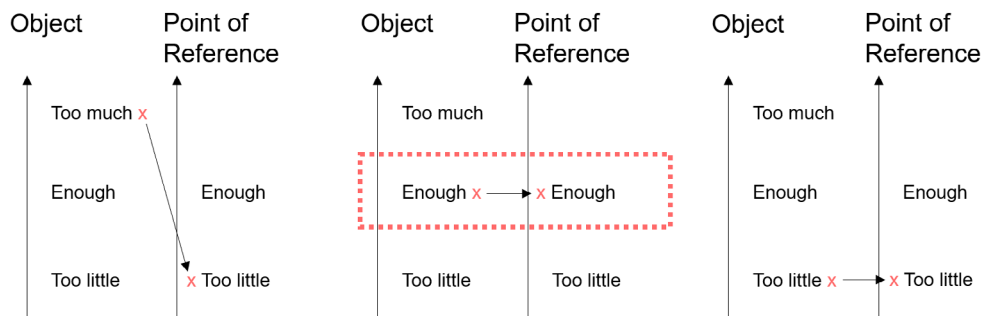 Object
Point of
Reference
Too much x
Enough
Enough
Too little
x Too little
Object
Point of
Reference
Too much
Enough x
x Enough
Too little
Too little
Object
Point of
Reference
Too much
Enough
Enough
Too little x
x Too little